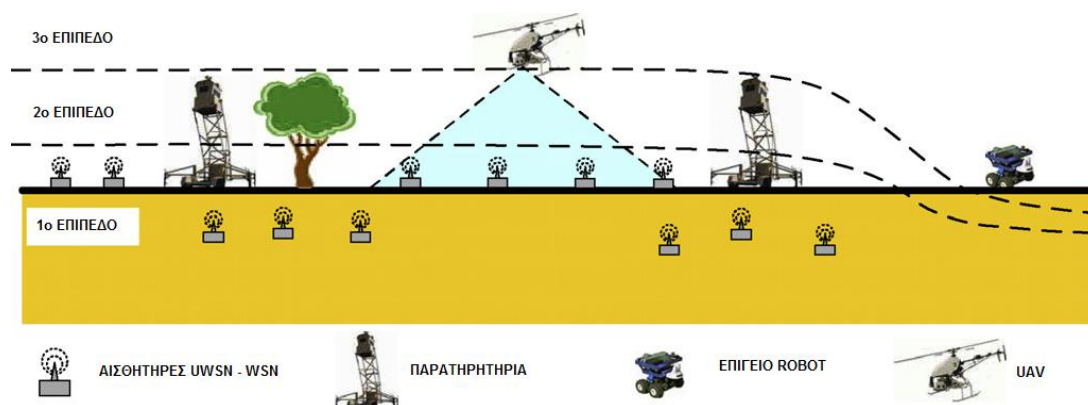 3ο ΕΠΙΠΕΔΟ
2ο ΕΠΙΠΕΔΟ
1ο ΕΠΙΠΕΔΟ
ΑΙΣΘΗΤΗΡΕΣ UWSN - WSN
ΠΑΡΑΤΗΡΗΤΗΡΙΑ
ΕΠΙΓΕΙΟ ROBOT
UAV